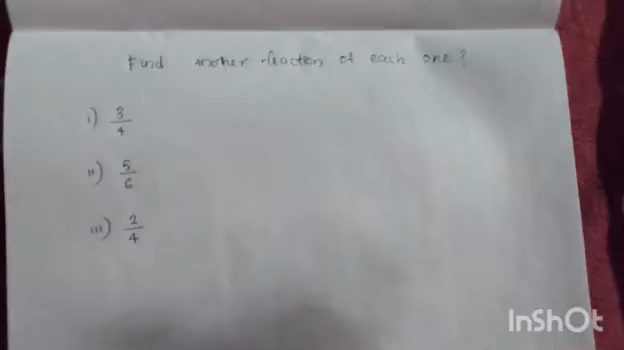 Find another fraction of each one?
i) 3/4
ii) 5/6
iii) 2/4
InShOt